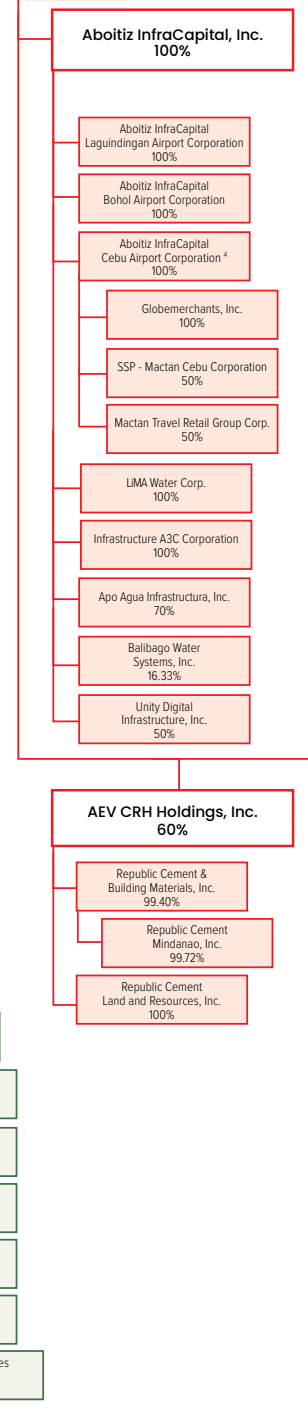 Aboitiz InfraCapital, Inc.
100%
Aboitiz InfraCapital
Laguindingan Airport Corporation
100%
Aboitiz InfraCapital
Bohol Airport Corporation
100%
Aboitiz InfraCapital
Cebu Airport Corporation ⁴
100%
Globemerchants, Inc.
100%
SSP - Mactan Cebu Corporation
50%
Mactan Travel Retail Group Corp.
50%
LiMA Water Corp.
100%
Infrastructure A3C Corporation
100%
Apo Agua Infrastructura, Inc.
70%
Balibago Water
Systems, Inc.
16.33%
Unity Digital
Infrastructure, Inc.
50%
AEV CRH Holdings, Inc.
60%
Republic Cement &
Building Materials, Inc.
99.40%
Republic Cement
Mindanao, Inc.
99.72%
Republic Cement
Land and Resources, Inc.
100%
es